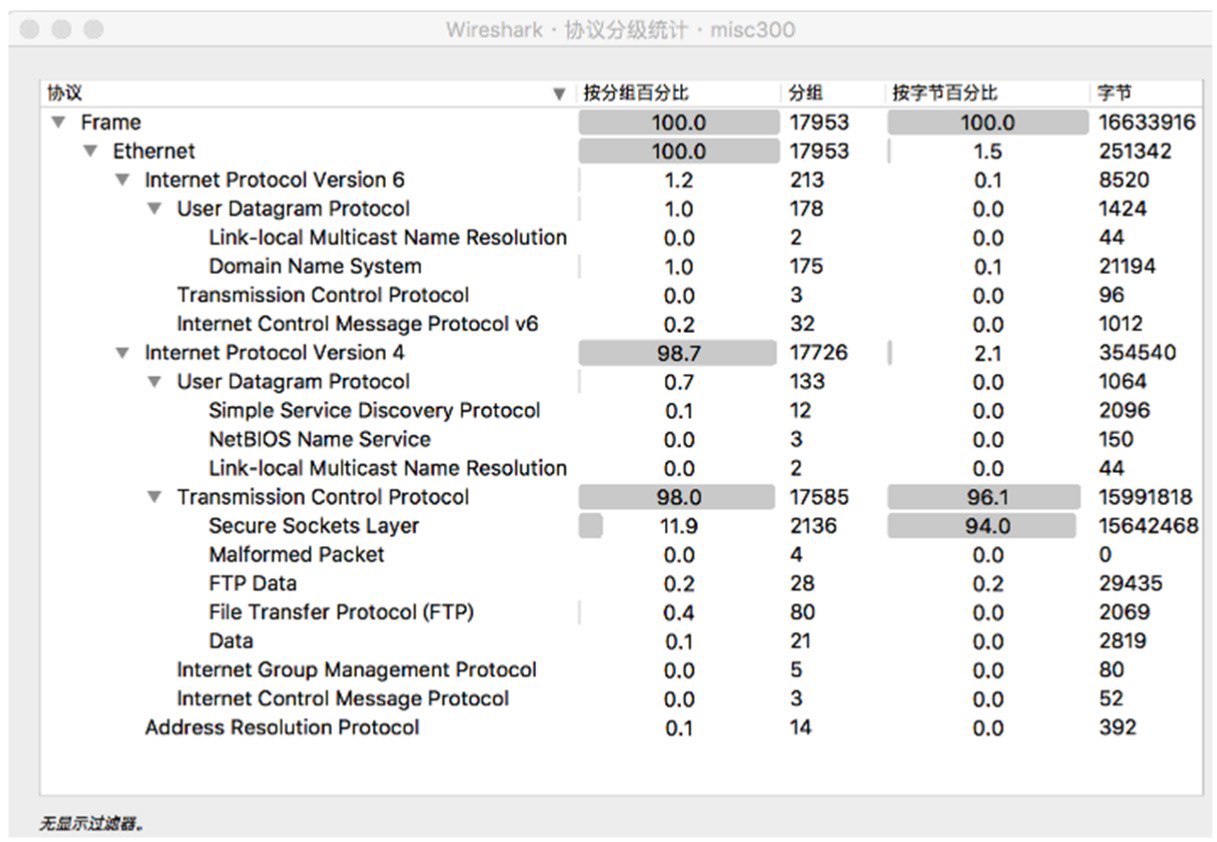 Wireshark · 协议分级统计 · misc300
协议 按分组百分比 分组 按字节百分比 字节
Frame 100.0 17953 100.0 16633916
Ethernet 100.0 17953 1.5 251342
Internet Protocol Version 6 1.2 213 0.1 8520
User Datagram Protocol 1.0 178 0.0 1424
Link-local Multicast Name Resolution 0.0 2 0.0 44
Domain Name System 1.0 175 0.1 21194
Transmission Control Protocol 0.0 3 0.0 96
Internet Control Message Protocol v6 0.2 32 0.0 1012
Internet Protocol Version 4 98.7 17726 2.1 354540
User Datagram Protocol 0.7 133 0.0 1064
Simple Service Discovery Protocol 0.1 12 0.0 2096
NetBIOS Name Service 0.0 3 0.0 150
Link-local Multicast Name Resolution 0.0 2 0.0 44
Transmission Control Protocol 98.0 17585 96.1 15991818
Secure Sockets Layer 11.9 2136 94.0 15642468
Malformed Packet 0.0 4 0.0 0
FTP Data 0.2 28 0.2 29435
File Transfer Protocol (FTP) 0.4 80 0.0 2069
Data 0.1 21 0.0 2819
Internet Group Management Protocol 0.0 5 0.0 80
Internet Control Message Protocol 0.0 3 0.0 52
Address Resolution Protocol 0.1 14 0.0 392
无显示过滤器。